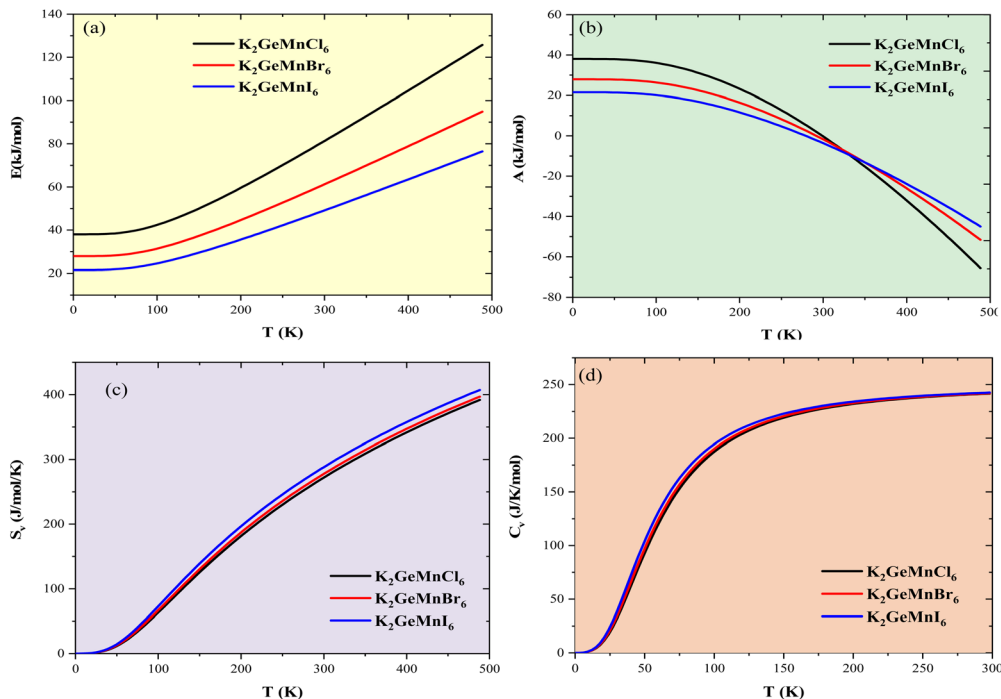 (a)
K₂GeMnCl₆
K₂GeMnBr₆
K₂GeMnI₆
E(kJ/mol)
140
120
100
80
60
40
20
0 100 200 300 400 500
T (K)
(b)
K₂GeMnCl₆
K₂GeMnBr₆
K₂GeMnI₆
A (kJ/mol)
60
40
20
0
-20
-40
-60
-80
0 100 200 300 400 500
T (K)
(c)
K₂GeMnCl₆
K₂GeMnBr₆
K₂GeMnI₆
Sᵥ (J/mol/K)
400
300
200
100
0
0 100 200 300 400 500
T (K)
(d)
K₂GeMnCl₆
K₂GeMnBr₆
K₂GeMnI₆
Cᵥ (J/K/mol)
250
200
150
100
50
0
0 50 100 150 200 250 300
T (K)